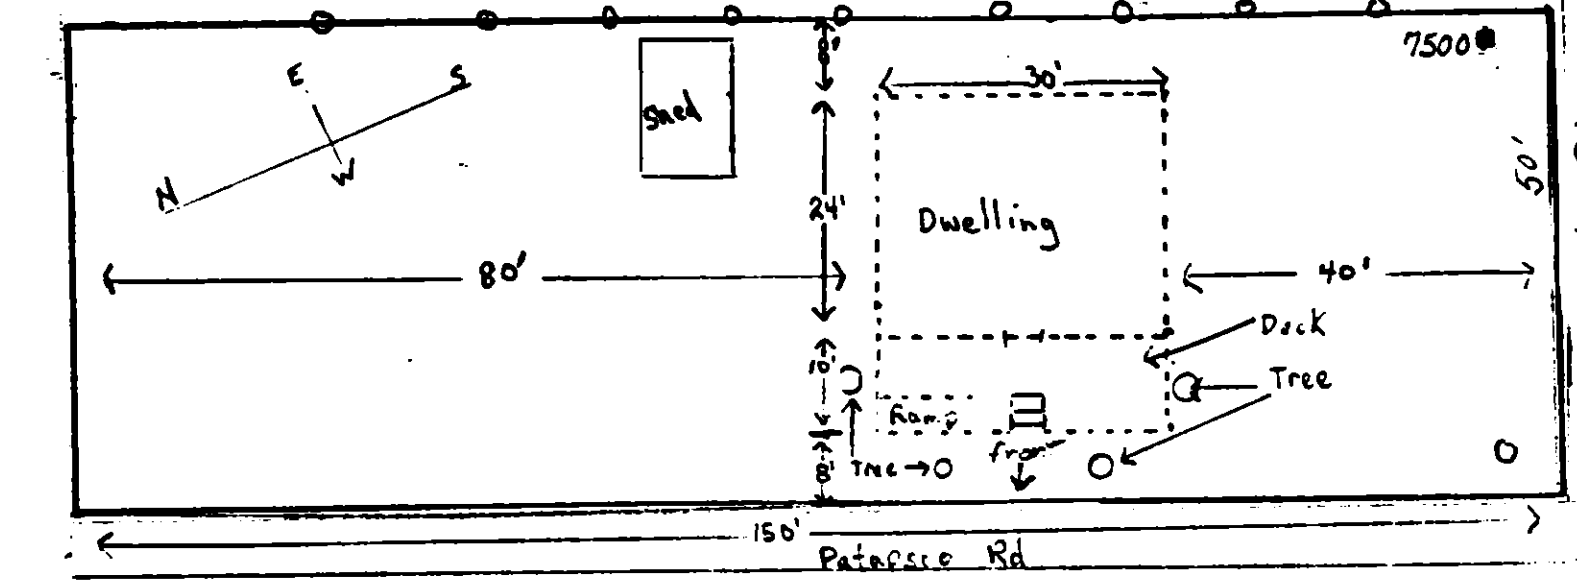 7500
E
S
N
W
Shed
8'
30'
50'
24'
Dwelling
80'
40'
Deck
10'
Tree
Ramp
front
8'
Tree
150'
Patapsco Rd